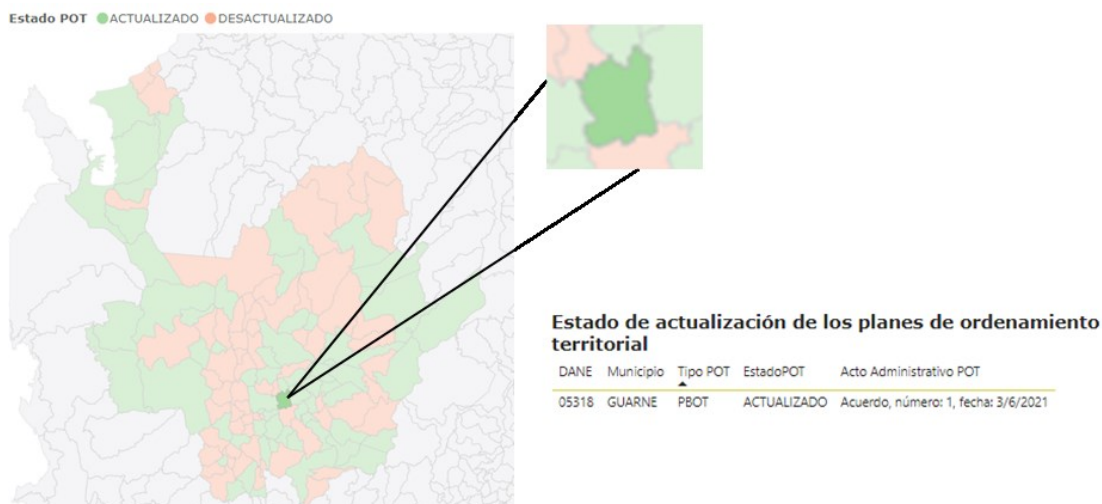 Estado POT ACTUALIZADO DESACTUALIZADO
Estado de actualización de los planes de ordenamiento
territorial
DANE Municipio Tipo POT EstadoPOT Acto Administrativo POT
05318 GUARNE PBOT ACTUALIZADO Acuerdo, número: 1, fecha: 3/6/2021